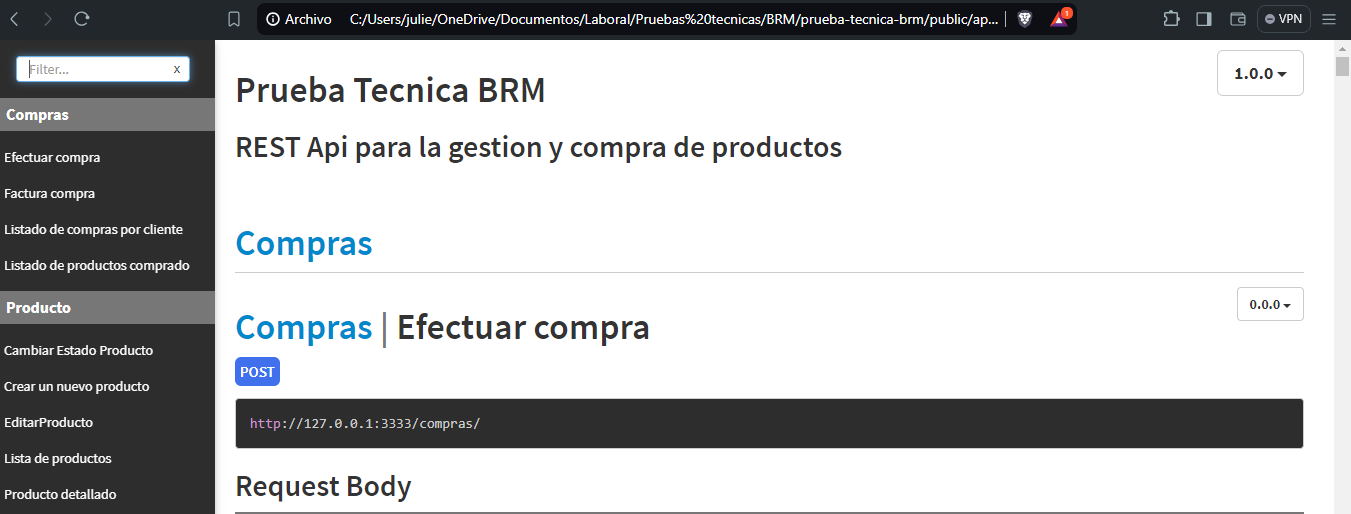 Archivo C:/Users/julie/OneDrive/Documentos/Laboral/Pruebas%20tecnicas/BRM/prueba-tecnica-brm/public/ap... 1 VPN
Filter... x
Compras
Efectuar compra
Factura compra
Listado de compras por cliente
Listado de productos comprado
Producto
Cambiar Estado Producto
Crear un nuevo producto
EditarProducto
Lista de productos
Producto detallado
1.0.0
Prueba Tecnica BRM
REST Api para la gestion y compra de productos
Compras
0.0.0
Compras | Efectuar compra
POST
http://127.0.0.1:3333/compras/
Request Body